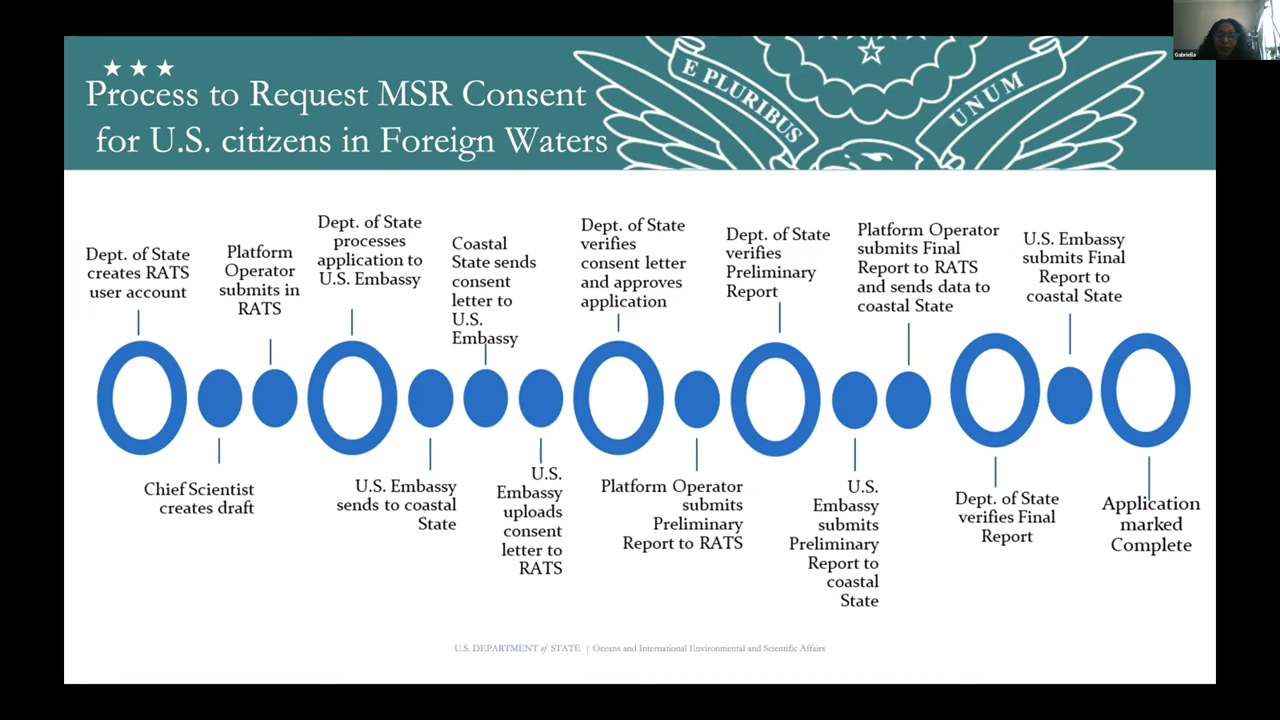 Gabriella
★ ★ ★
Process to Request MSR Consent
for U.S. citizens in Foreign Waters
E PLURIBUS
UNUM
Dept. of State
creates RATS
user account
Chief Scientist
creates draft
Platform
Operator
submits in
RATS
Dept. of State
processes
application to
U.S. Embassy
U.S. Embassy
sends to coastal
State
Coastal
State sends
consent
letter to
U.S.
Embassy
U.S.
Embassy
uploads
consent
letter to
RATS
Dept. of State
verifies
consent letter
and approves
application
Platform Operator
submits
Preliminary
Report to RATS
Dept. of State
verifies
Preliminary
Report
U.S.
Embassy
submits
Preliminary
Report to
coastal
State
Platform Operator
submits Final
Report to RATS
and sends data to
coastal State
Dept. of State
verifies Final
Report
U.S. Embassy
submits Final
Report to
coastal State
Application
marked
Complete
U.S. DEPARTMENT of STATE | Oceans and International Environmental and Scientific Affairs